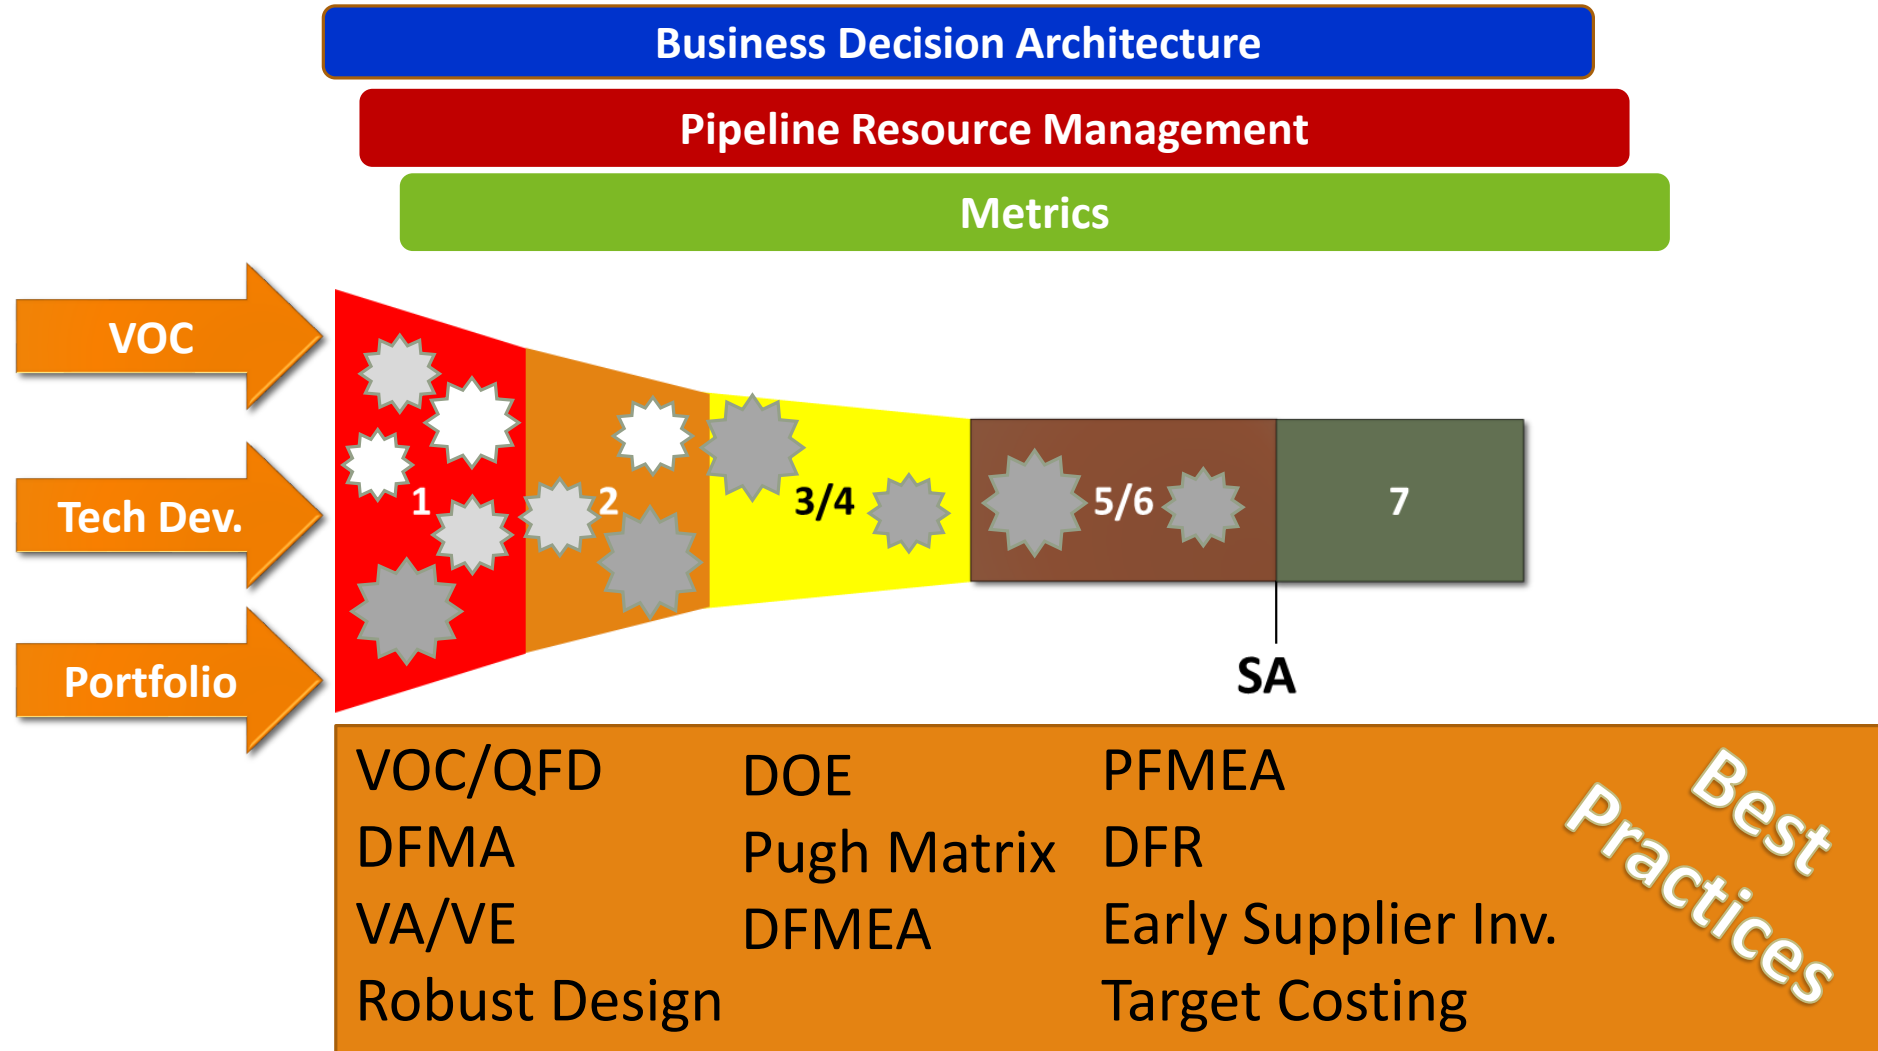 Business Decision Architecture
Pipeline Resource Management
Metrics
VOC
Tech Dev.
Portfolio
1
2
3/4
5/6
7
SA
VOC/QFD
DFMA
VA/VE
Robust Design
DOE
Pugh Matrix
DFMEA
PFMEA
DFR
Early Supplier Inv.
Target Costing
Best
Practices